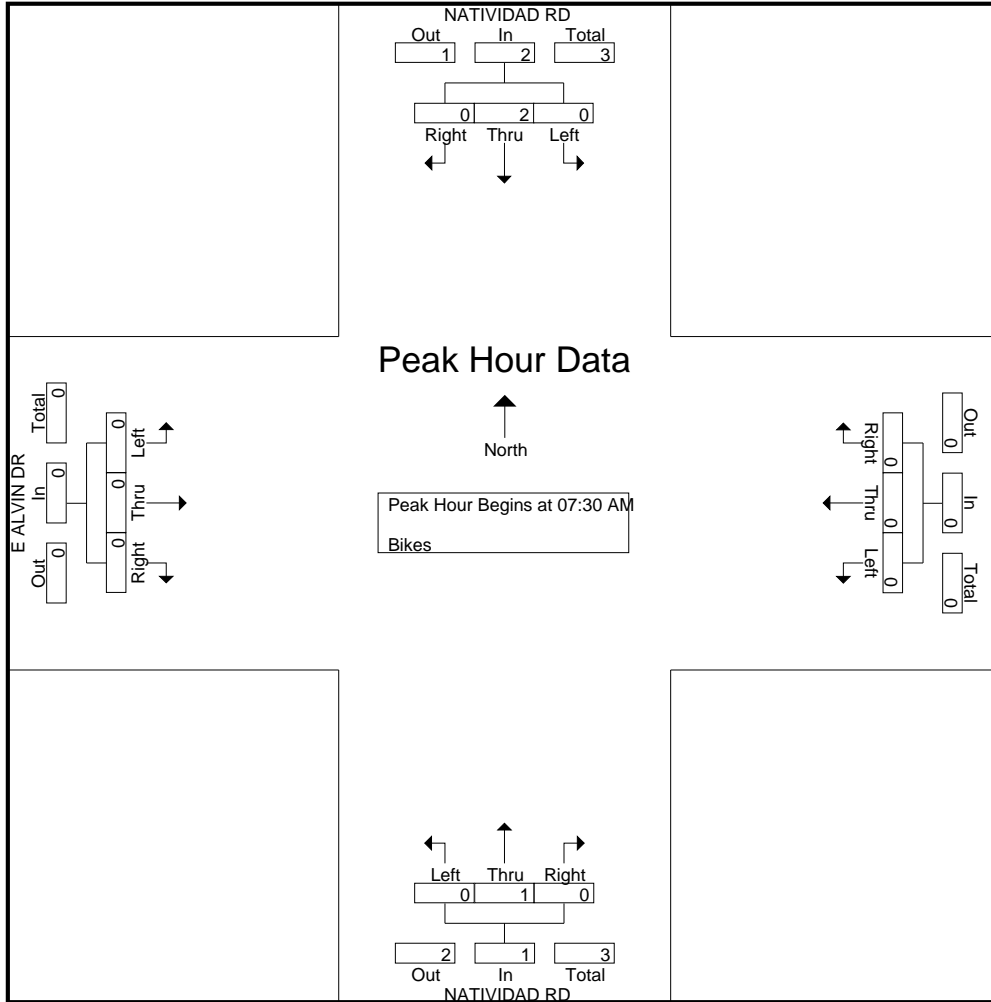 NATIVIDAD RD
Out In Total
1 2 3
0 2 0
Right Thru Left
Peak Hour Data
North
Peak Hour Begins at 07:30 AM
Bikes
E ALVIN DR
Out In Total
0 0 0
Right Thru Left
0 0 0
Out In Total
0 0 0
Right Thru Left
0 0 0
Left Thru Right
0 1 0
2 1 3
Out In Total
NATIVIDAD RD